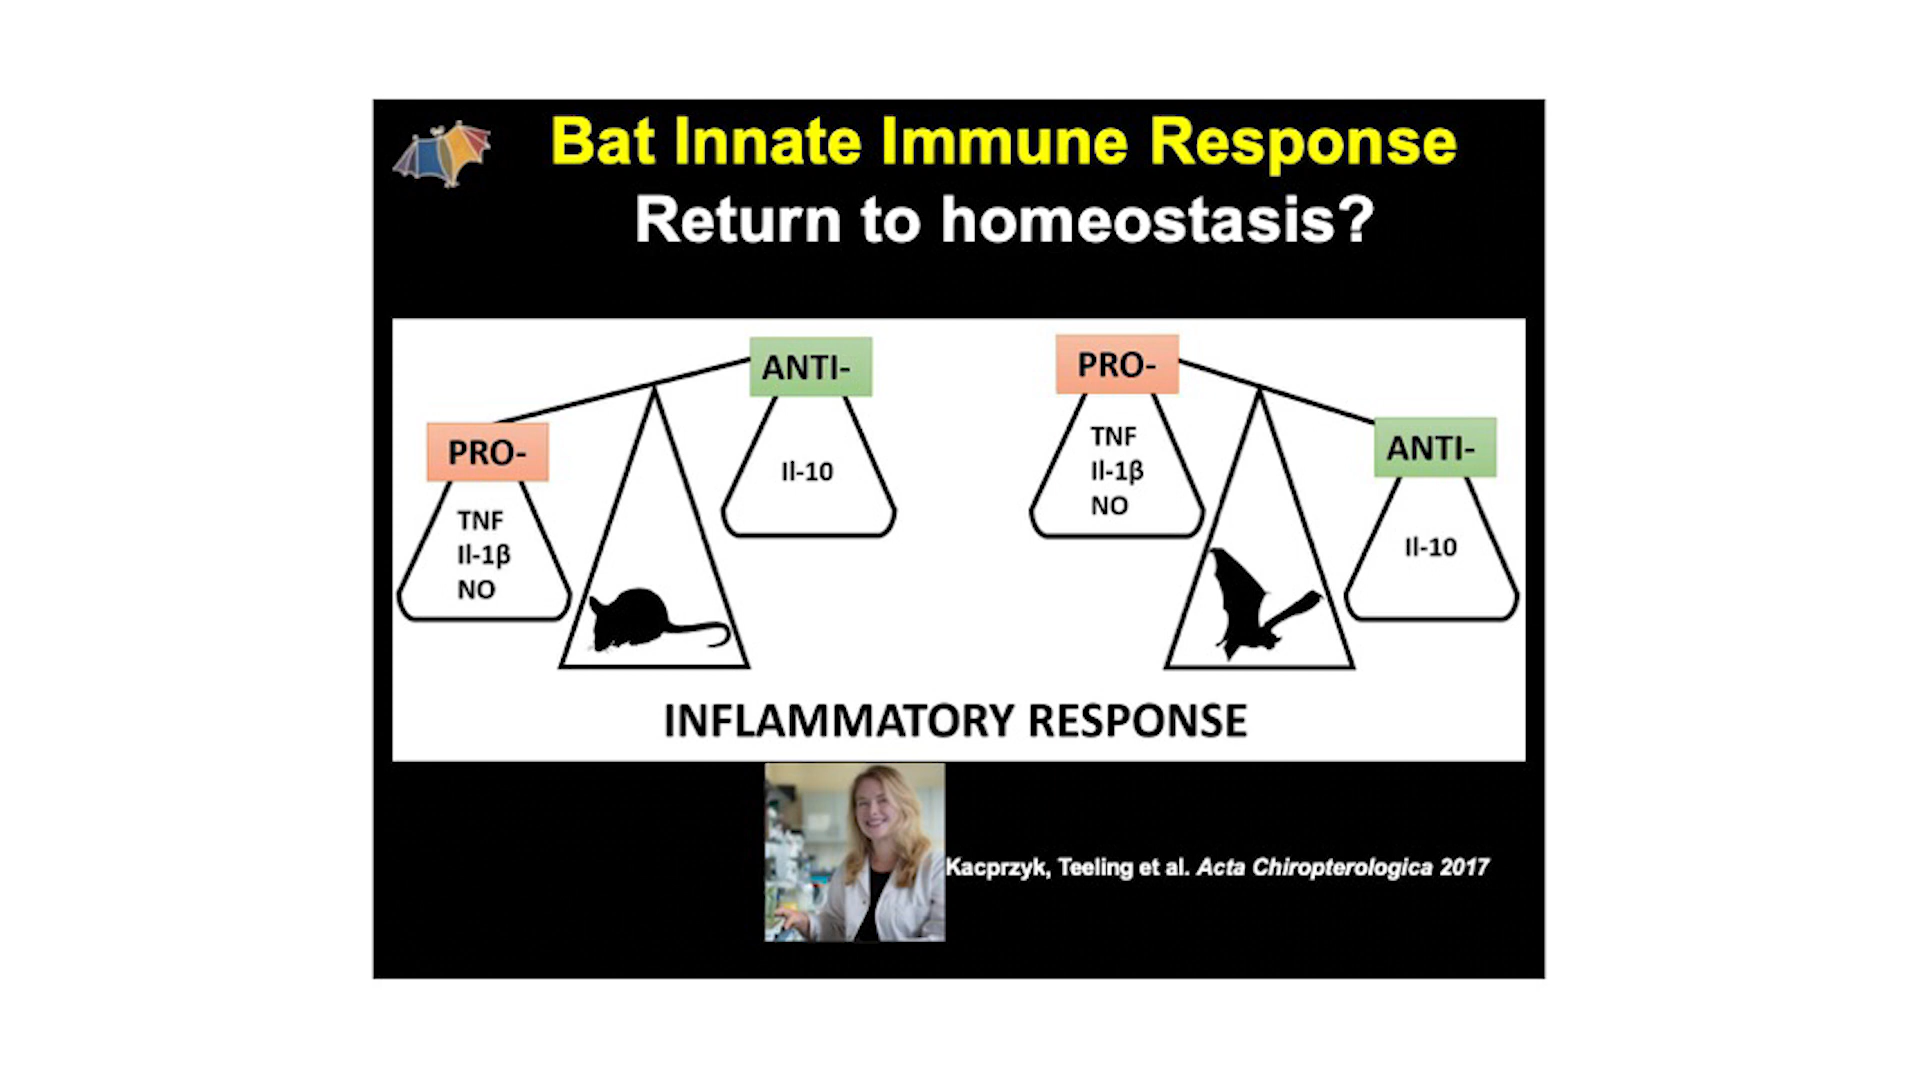 Bat Innate Immune Response
Return to homeostasis?
PRO-
TNF
Il-1β
NO
ANTI-
Il-10
PRO-
TNF
Il-1β
NO
ANTI-
Il-10
INFLAMMATORY RESPONSE
Kacprzyk, Teeling et al. Acta Chiropterologica 2017